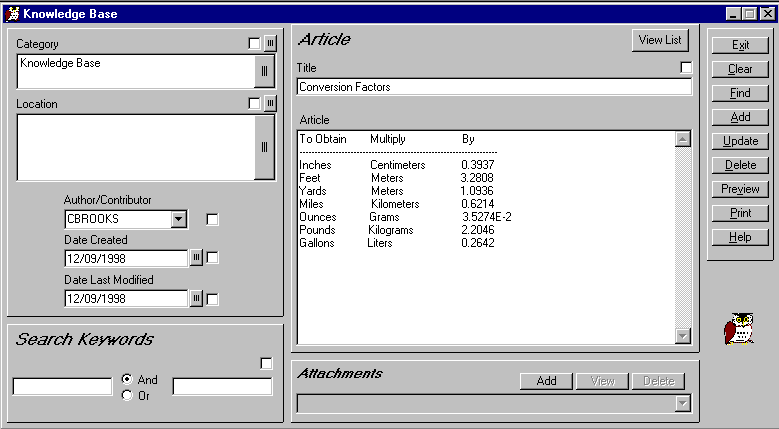 Knowledge Base
Category
Knowledge Base
Location
Author/Contributor
CBROOKS
Date Created
12/09/1998
Date Last Modified
12/09/1998
Search Keywords
And
Or
Article
View List
Title
Conversion Factors
Article
To Obtain Multiply By
--------------------------------------------------------
Inches Centimeters 0.3937
Feet Meters 3.2808
Yards Meters 1.0936
Miles Kilometers 0.6214
Ounces Grams 3.5274E-2
Pounds Kilograms 2.2046
Gallons Liters 0.2642
Attachments
Add View Delete
Exit
Clear
Find
Add
Update
Delete
Preview
Print
Help